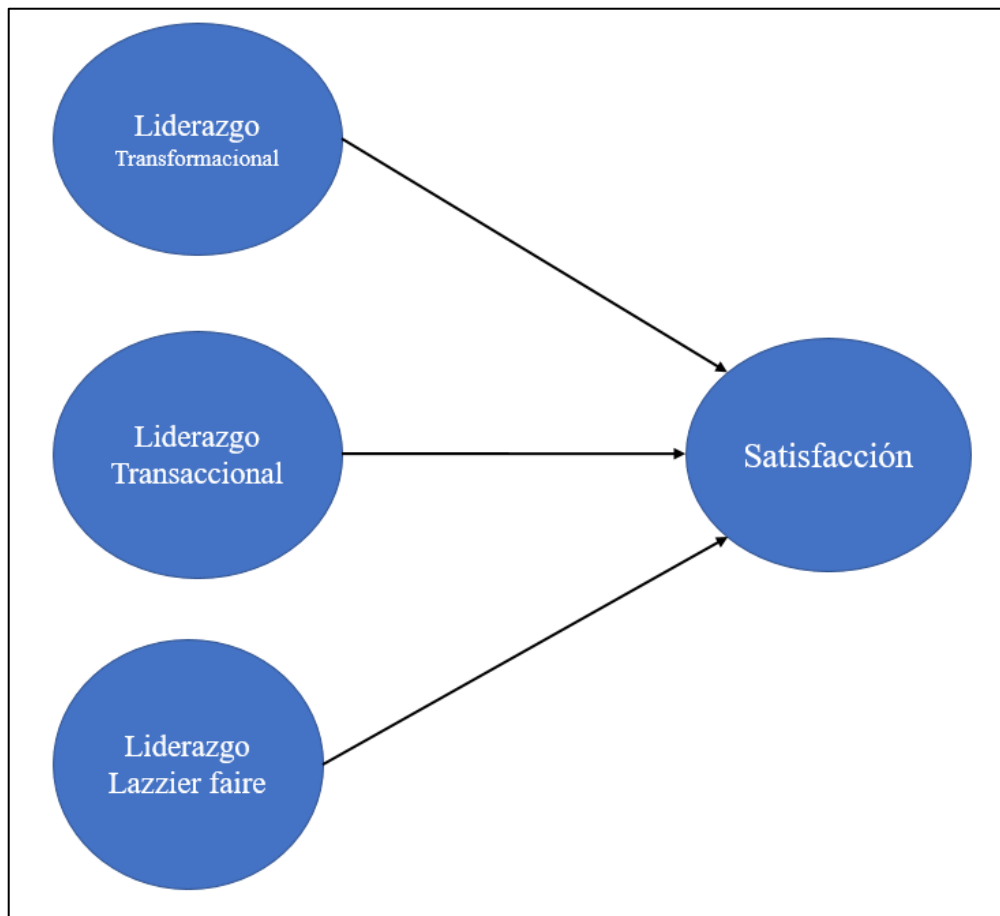 Liderazgo
Transformacional
Liderazgo
Transaccional
Satisfacción
Liderazgo
Lazzier faire